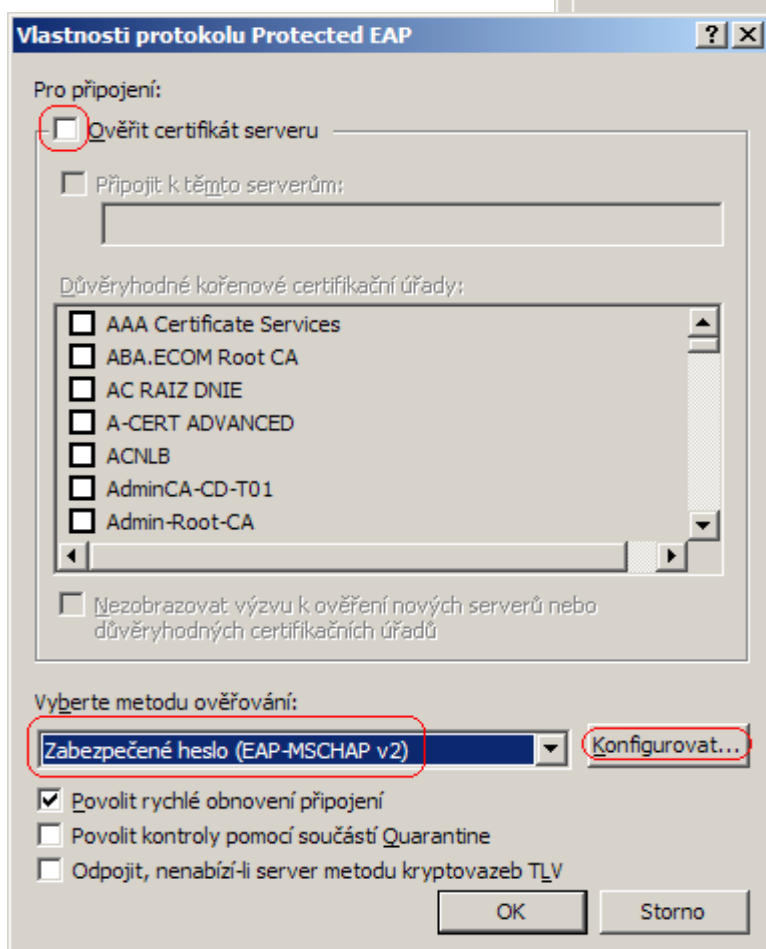 Vlastnosti protokolu Protected EAP
Pro připojení:
Ověřit certifikát serveru
Připojit k těmto serverům:
Důvěryhodné kořenové certifikační úřady:
AAA Certificate Services
ABA.ECOM Root CA
AC RAIZ DNIE
A-CERT ADVANCED
ACNLB
AdminCA-CD-T01
Admin-Root-CA
Nezobrazovat výzvu k ověření nových serverů nebo
důvěryhodných certifikačních úřadů
Vyberte metodu ověřování:
Zabezpečené heslo (EAP-MSCHAP v2)
Konfigurovat...
Povolit rychlé obnovení připojení
Povolit kontroly pomocí součástí Quarantine
Odpojit, nenabízí-li server metodu kryptovazeb TLV
OK
Storno